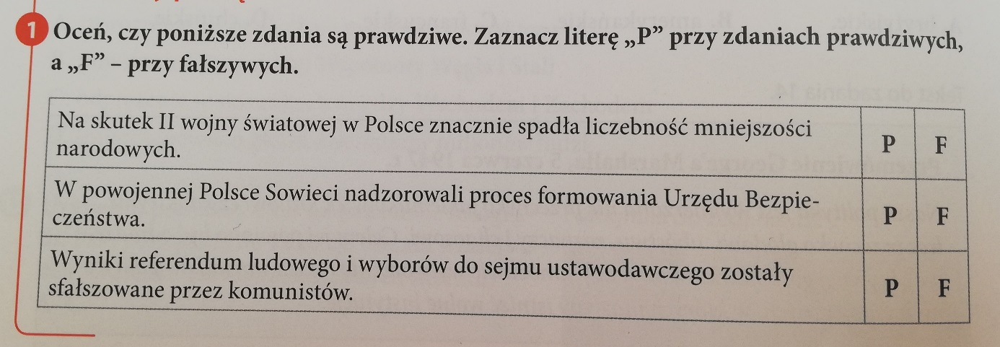 1 Oceń, czy poniższe zdania są prawdziwe. Zaznacz literę „P” przy zdaniach prawdziwych,
a „F” – przy fałszywych.
Na skutek II wojny światowej w Polsce znacznie spadła liczebność mniejszości
narodowych.
P F
W powojennej Polsce Sowieci nadzorowali proces formowania Urzędu Bezpie-
czeństwa.
P F
Wyniki referendum ludowego i wyborów do sejmu ustawodawczego zostały
sfałszowane przez komunistów.
P F